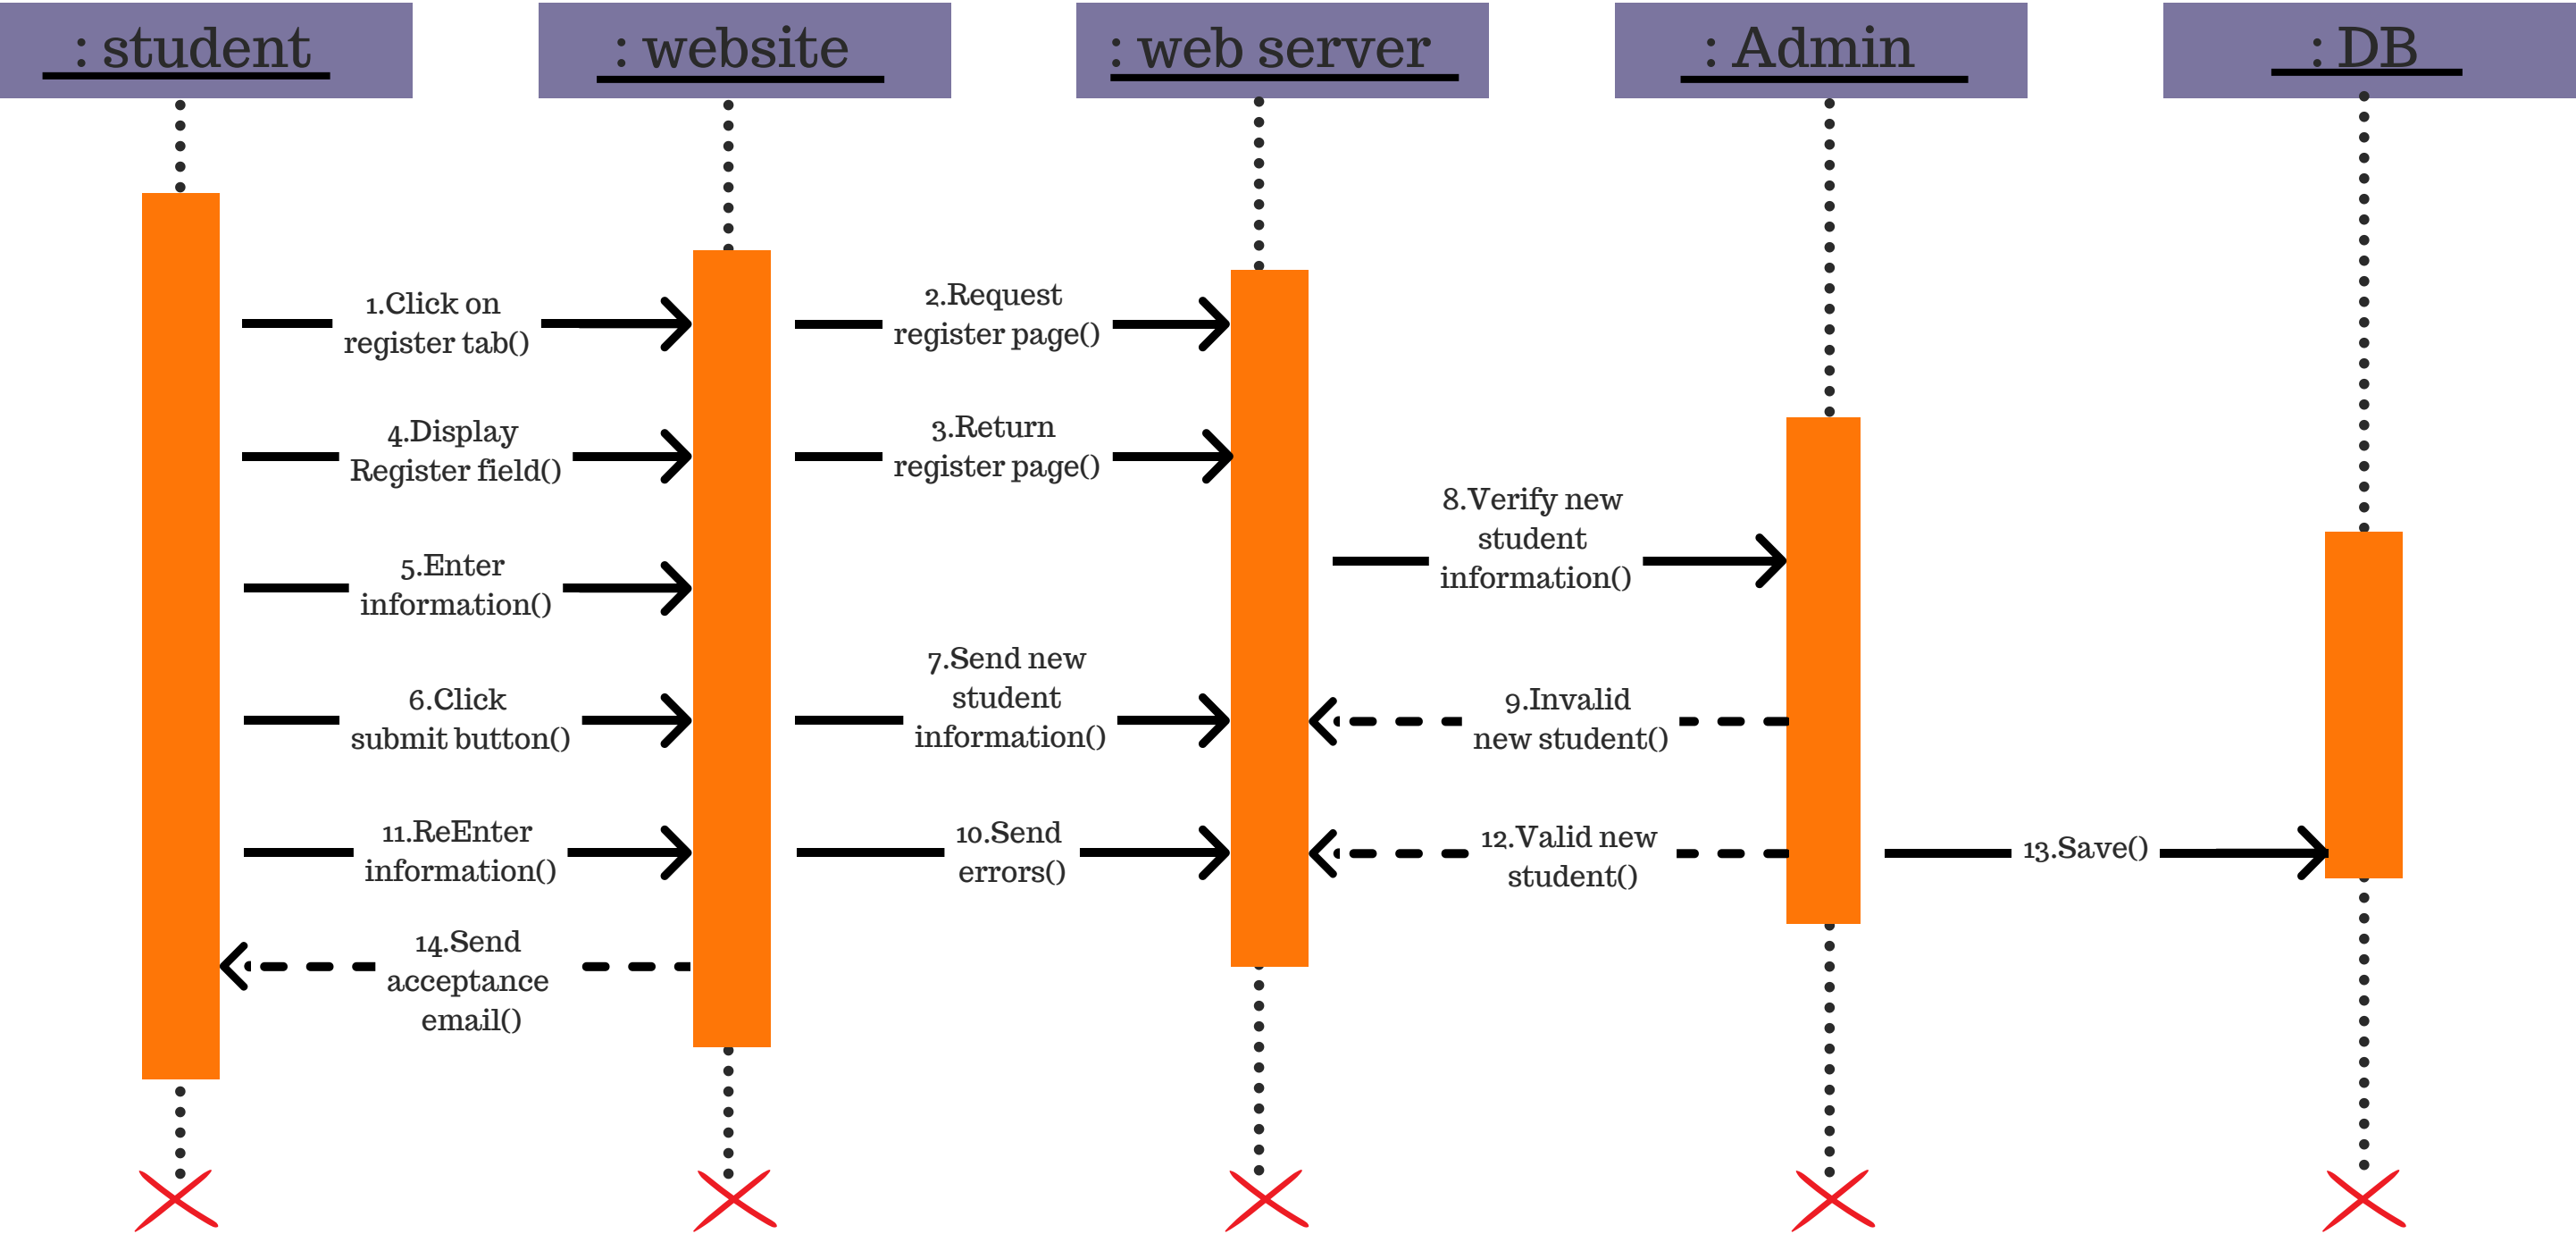 : student
: website
: web server
: Admin
: DB
1.Click on
register tab()
2.Request
register page()
4.Display
Register field()
3.Return
register page()
8.Verify new
student
information()
5.Enter
information()
7.Send new
student
information()
6.Click
submit button()
9.Invalid
new student()
11.ReEnter
information()
10.Send
errors()
12.Valid new
student()
13.Save()
14.Send
acceptance
email()